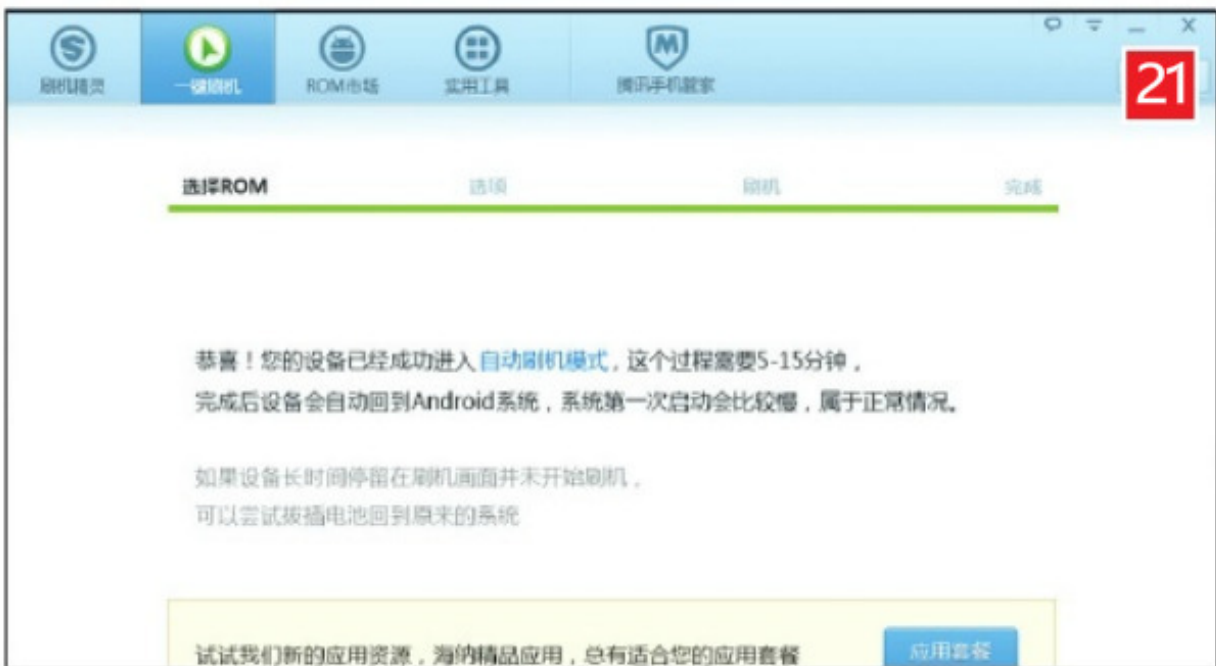 刷机精灵
一键刷机
ROM市场
实用工具
腾讯手机管家
21
选择ROM
选项
刷机
完成
恭喜！您的设备已经成功进入 自动刷机模式，这个过程需要5-15分钟，
完成后设备会自动回到Android系统，系统第一次启动会比较慢，属于正常情况。
如果设备长时间停留在刷机画面并未开始刷机，
可以尝试拔插电池回到原来的系统
试试我们新的应用资源，海纳精品应用，总有适合您的应用套餐
应用套餐